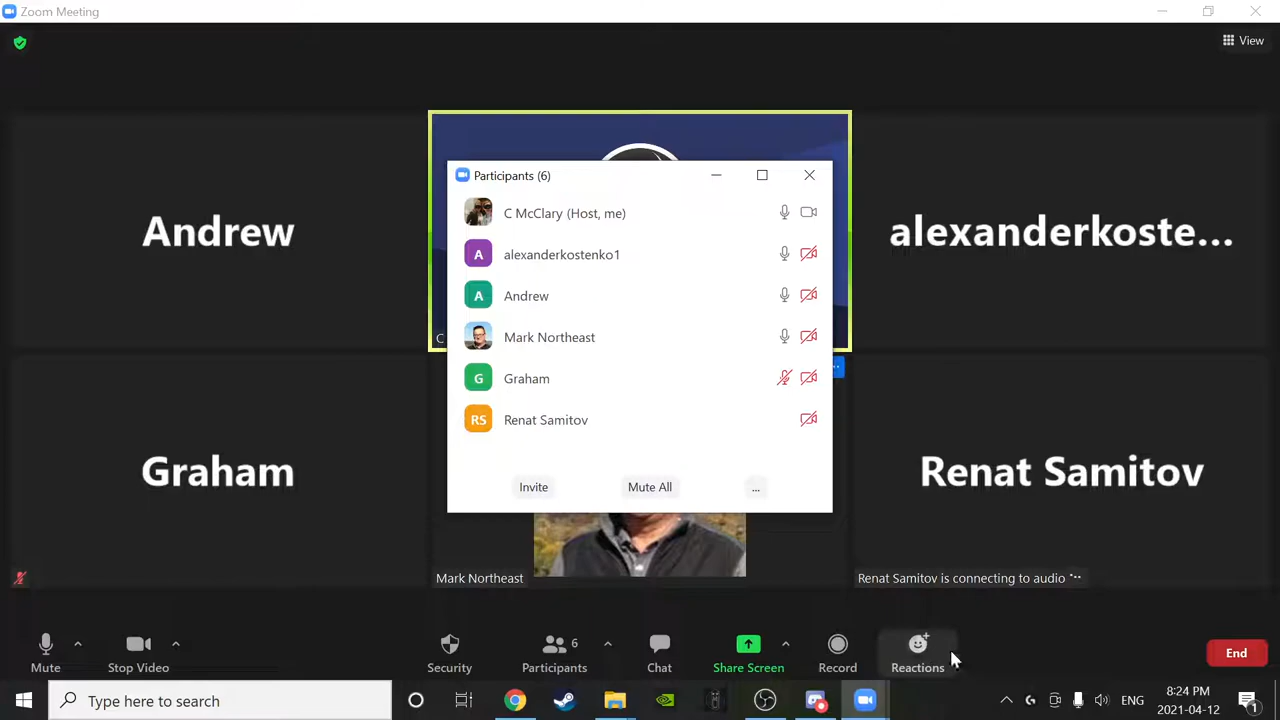 Zoom Meeting
View
Andrew
alexanderkoste...
C
Participants (6)
C McClary (Host, me)
A alexanderkostenko1
A Andrew
Mark Northeast
G Graham
RS Renat Samitov
Invite Mute All ...
Graham
Renat Samitov
Mark Northeast
Renat Samitov is connecting to audio
Mute
Stop Video
Security
6
Participants
Chat
Share Screen
Record
Reactions
End
Type here to search
ENG
8:24 PM
2021-04-12
1